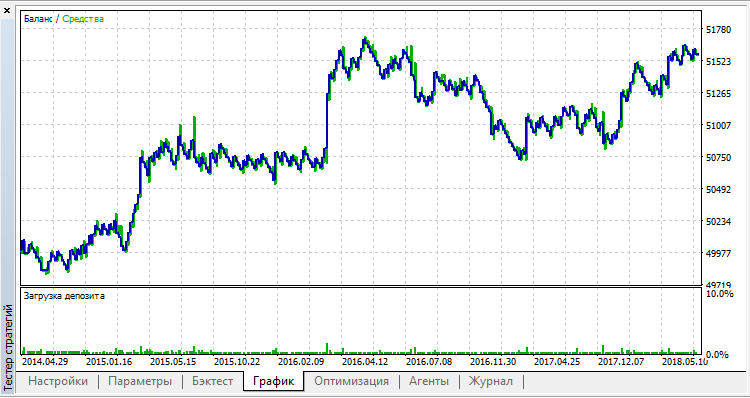 Баланс / Средства
51780
51523
51265
51007
50750
50492
50234
49977
49719
Загрузка депозита
10.0%
0.0%
2014.04.29 2015.01.16 2015.05.15 2015.10.22 2016.02.09 2016.04.12 2016.07.08 2016.11.30 2017.04.25 2017.12.07 2018.05.10
Тестер стратегий
Настройки Параметры Бэктест График Оптимизация Агенты Журнал